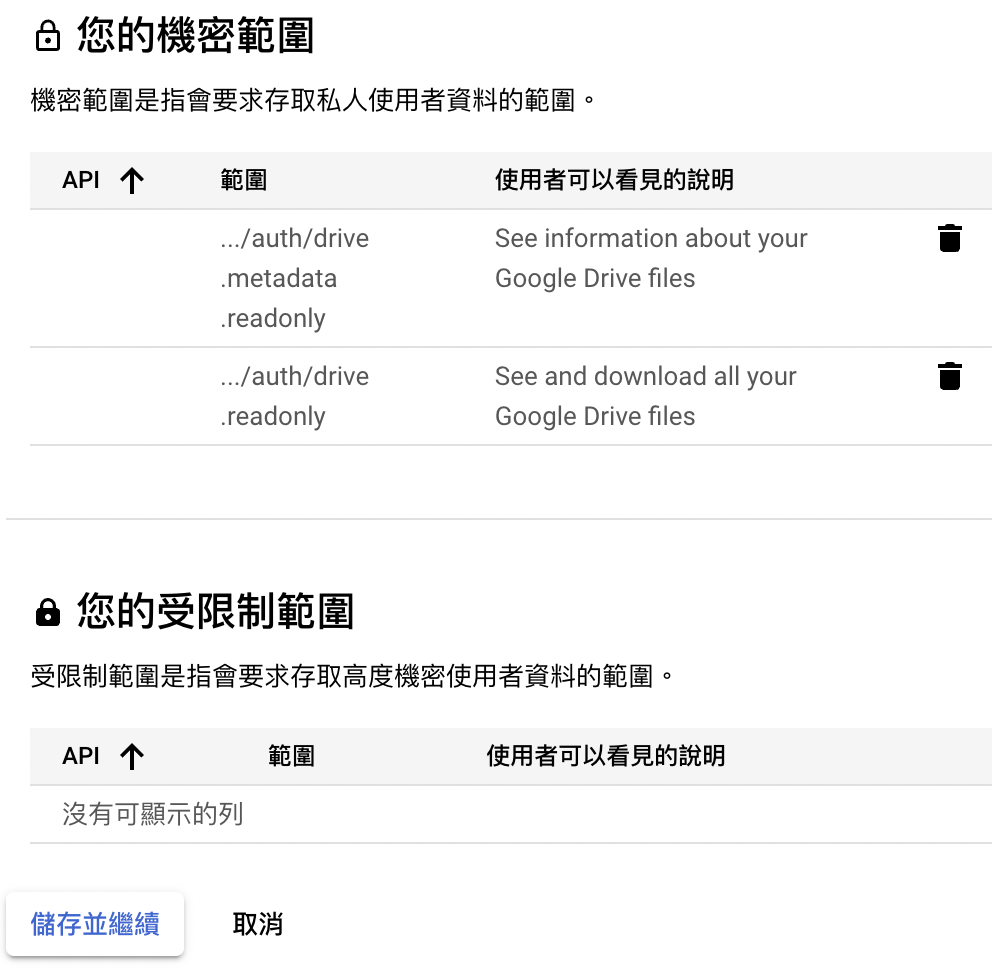 您的機密範圍
機密範圍是指會要求存取私人使用者資料的範圍。
API 範圍 使用者可以看見的說明
.../auth/drive See information about your
.metadata Google Drive files
.readonly
.../auth/drive See and download all your
.readonly Google Drive files
您的受限制範圍
受限制範圍是指會要求存取高度機密使用者資料的範圍。
API 範圍 使用者可以看見的說明
沒有可顯示的列
儲存並繼續 取消